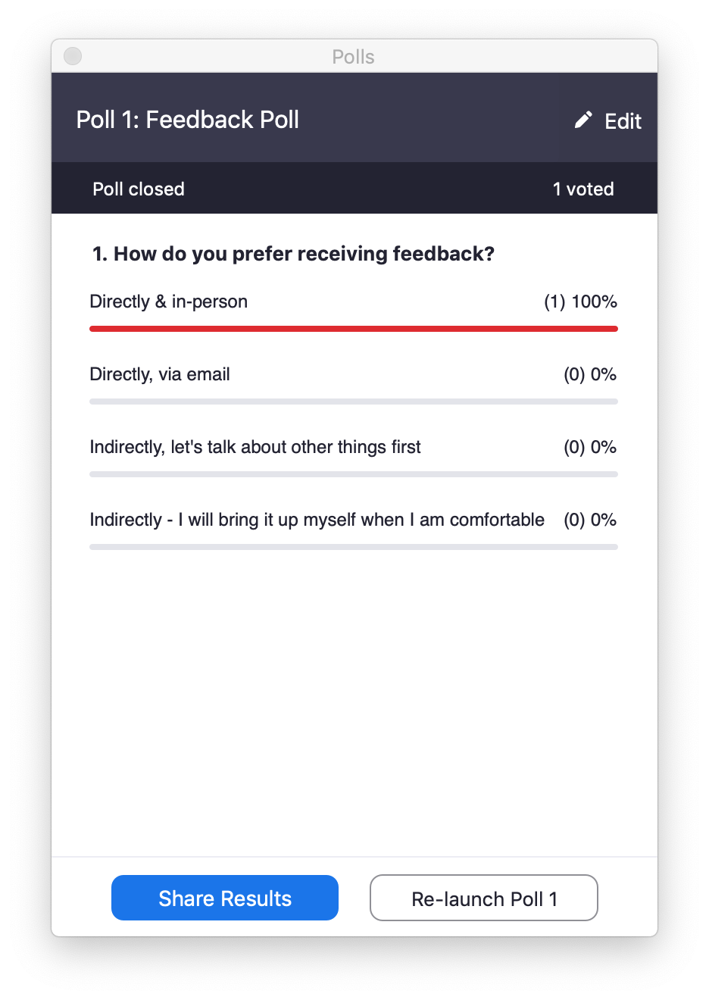 Polls
Poll 1: Feedback Poll
Edit
Poll closed
1 voted
1. How do you prefer receiving feedback?
Directly & in-person
(1) 100%
Directly, via email
(0) 0%
Indirectly, let's talk about other things first
(0) 0%
Indirectly - I will bring it up myself when I am comfortable
(0) 0%
Share Results
Re-launch Poll 1